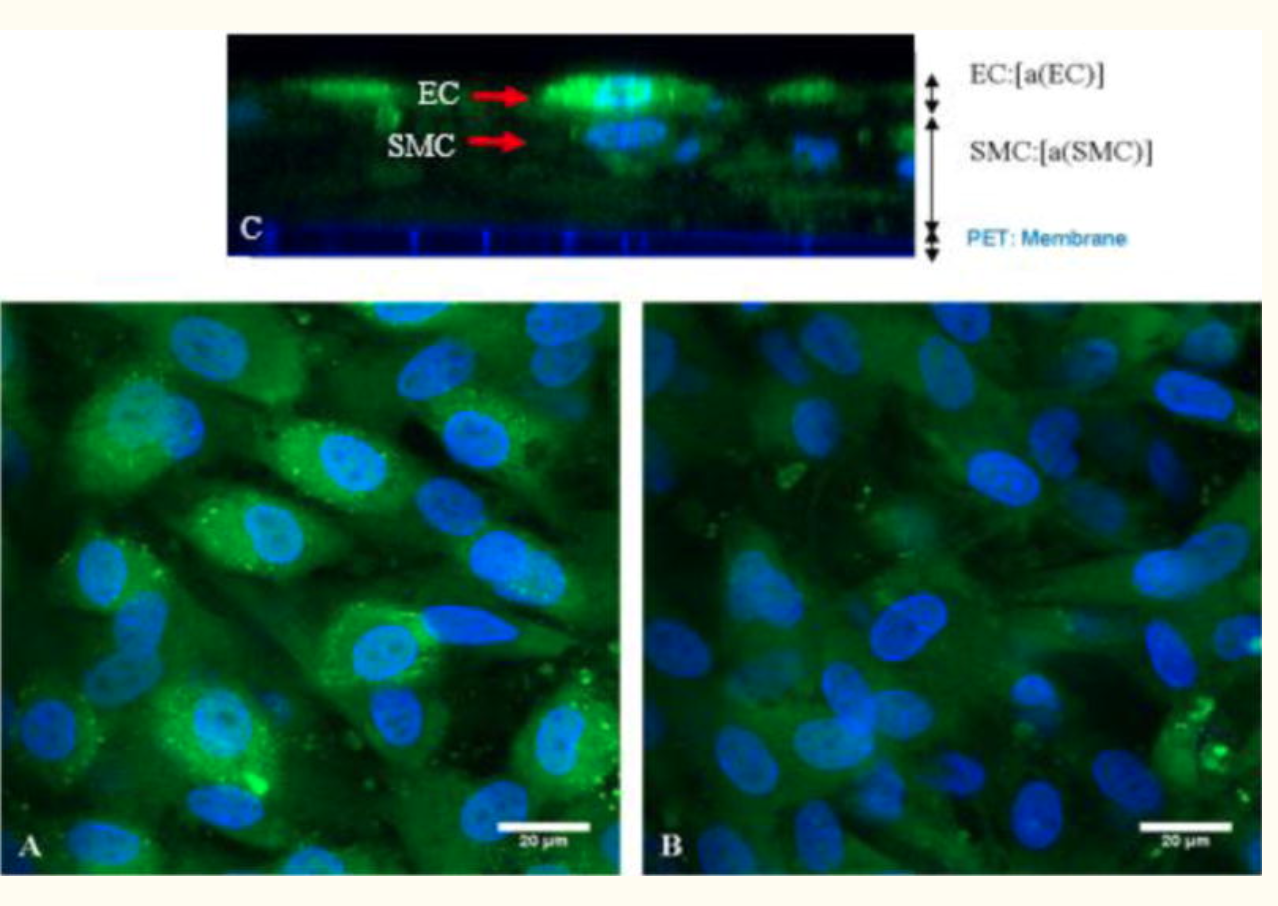 EC:[a(EC)]
EC
SMC
SMC:[a(SMC)]
C
PET: Membrane
20 µm
A
20 µm
B